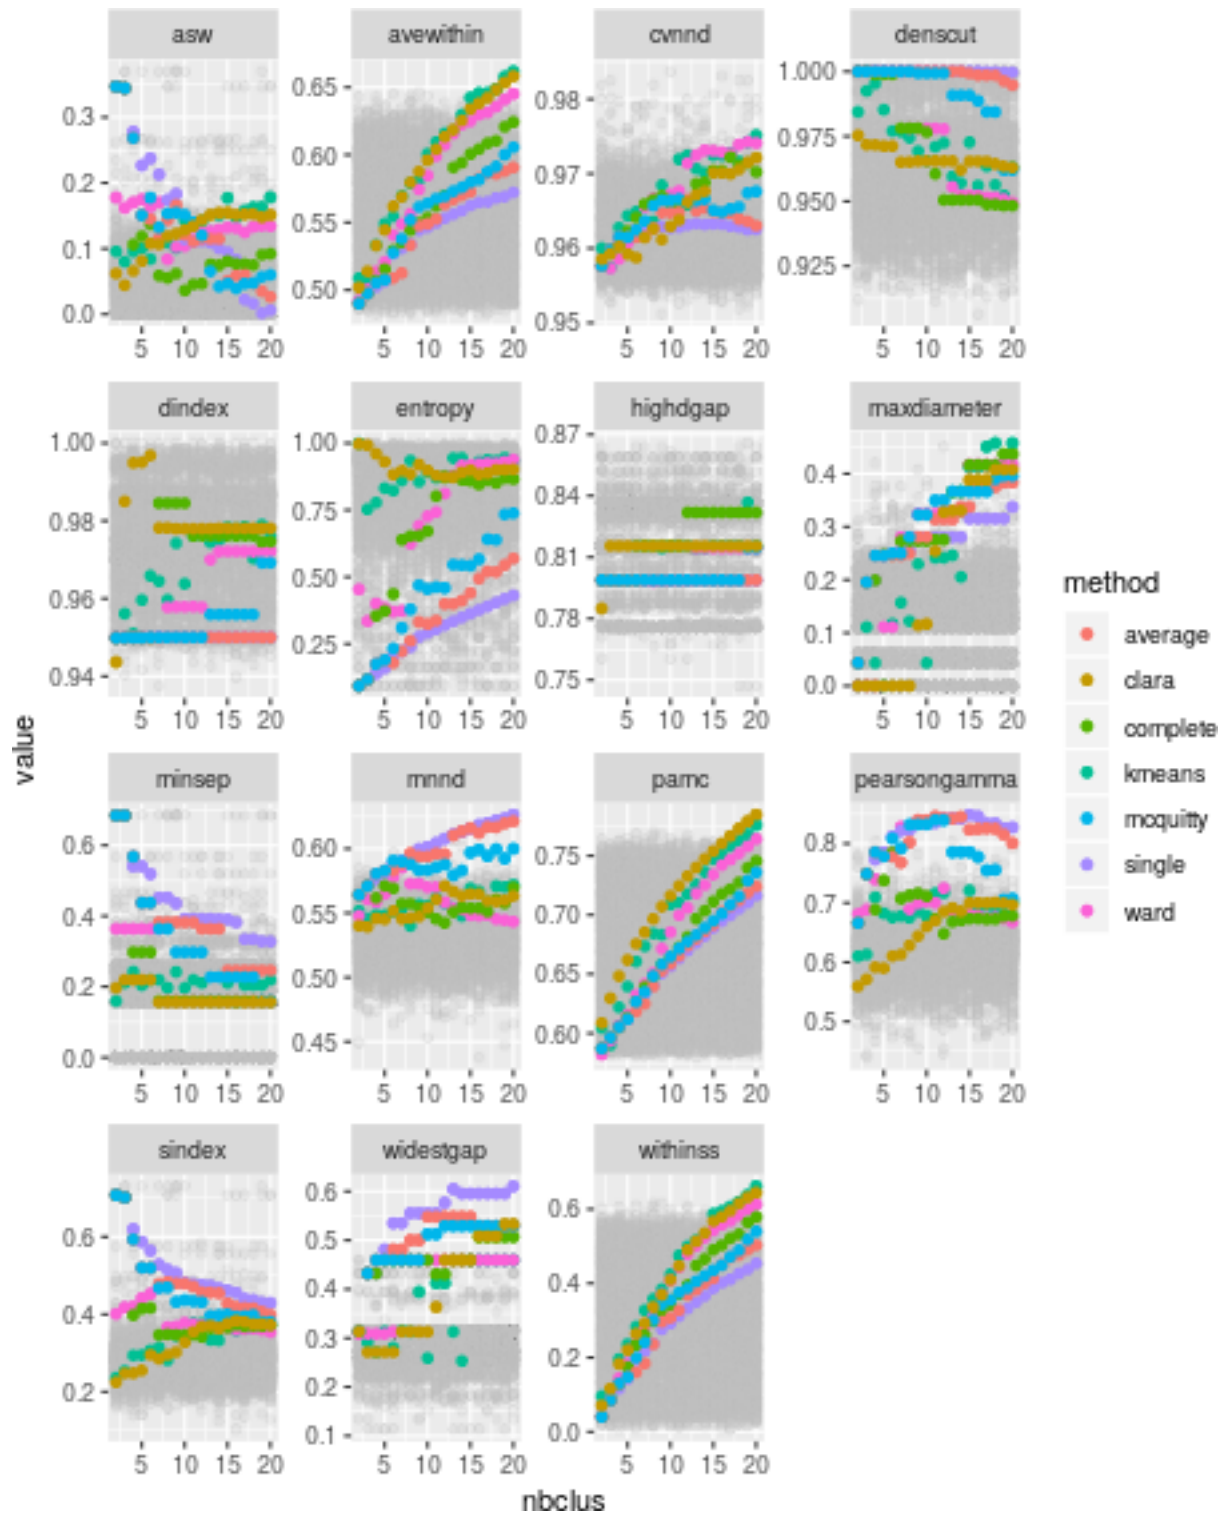 asw avewithin cvnnd denscut
0.3 0.2 0.1 0.0
0.65 0.60 0.55 0.50
0.98 0.97 0.96 0.95
1.000 0.975 0.950 0.925
5 10 15 20 5 10 15 20 5 10 15 20 5 10 15 20
dindex entropy highdgap maxdiameter
1.00 0.98 0.96 0.94
1.00 0.75 0.50 0.25
0.87 0.84 0.81 0.78 0.75
0.4 0.3 0.2 0.1 0.0
5 10 15 20 5 10 15 20 5 10 15 20 5 10 15 20
minsep mnnd pamc pearsongamma
0.6 0.4 0.2 0.0
0.60 0.55 0.50 0.45
0.75 0.70 0.65 0.60
0.8 0.7 0.6 0.5
5 10 15 20 5 10 15 20 5 10 15 20 5 10 15 20
sindex widestgap withinss
0.6 0.4 0.2
0.6 0.5 0.4 0.3 0.2 0.1
0.6 0.4 0.2 0.0
5 10 15 20 5 10 15 20 5 10 15 20
nbclus
value
method
average
clara
complete
kmeans
mcquitty
single
ward